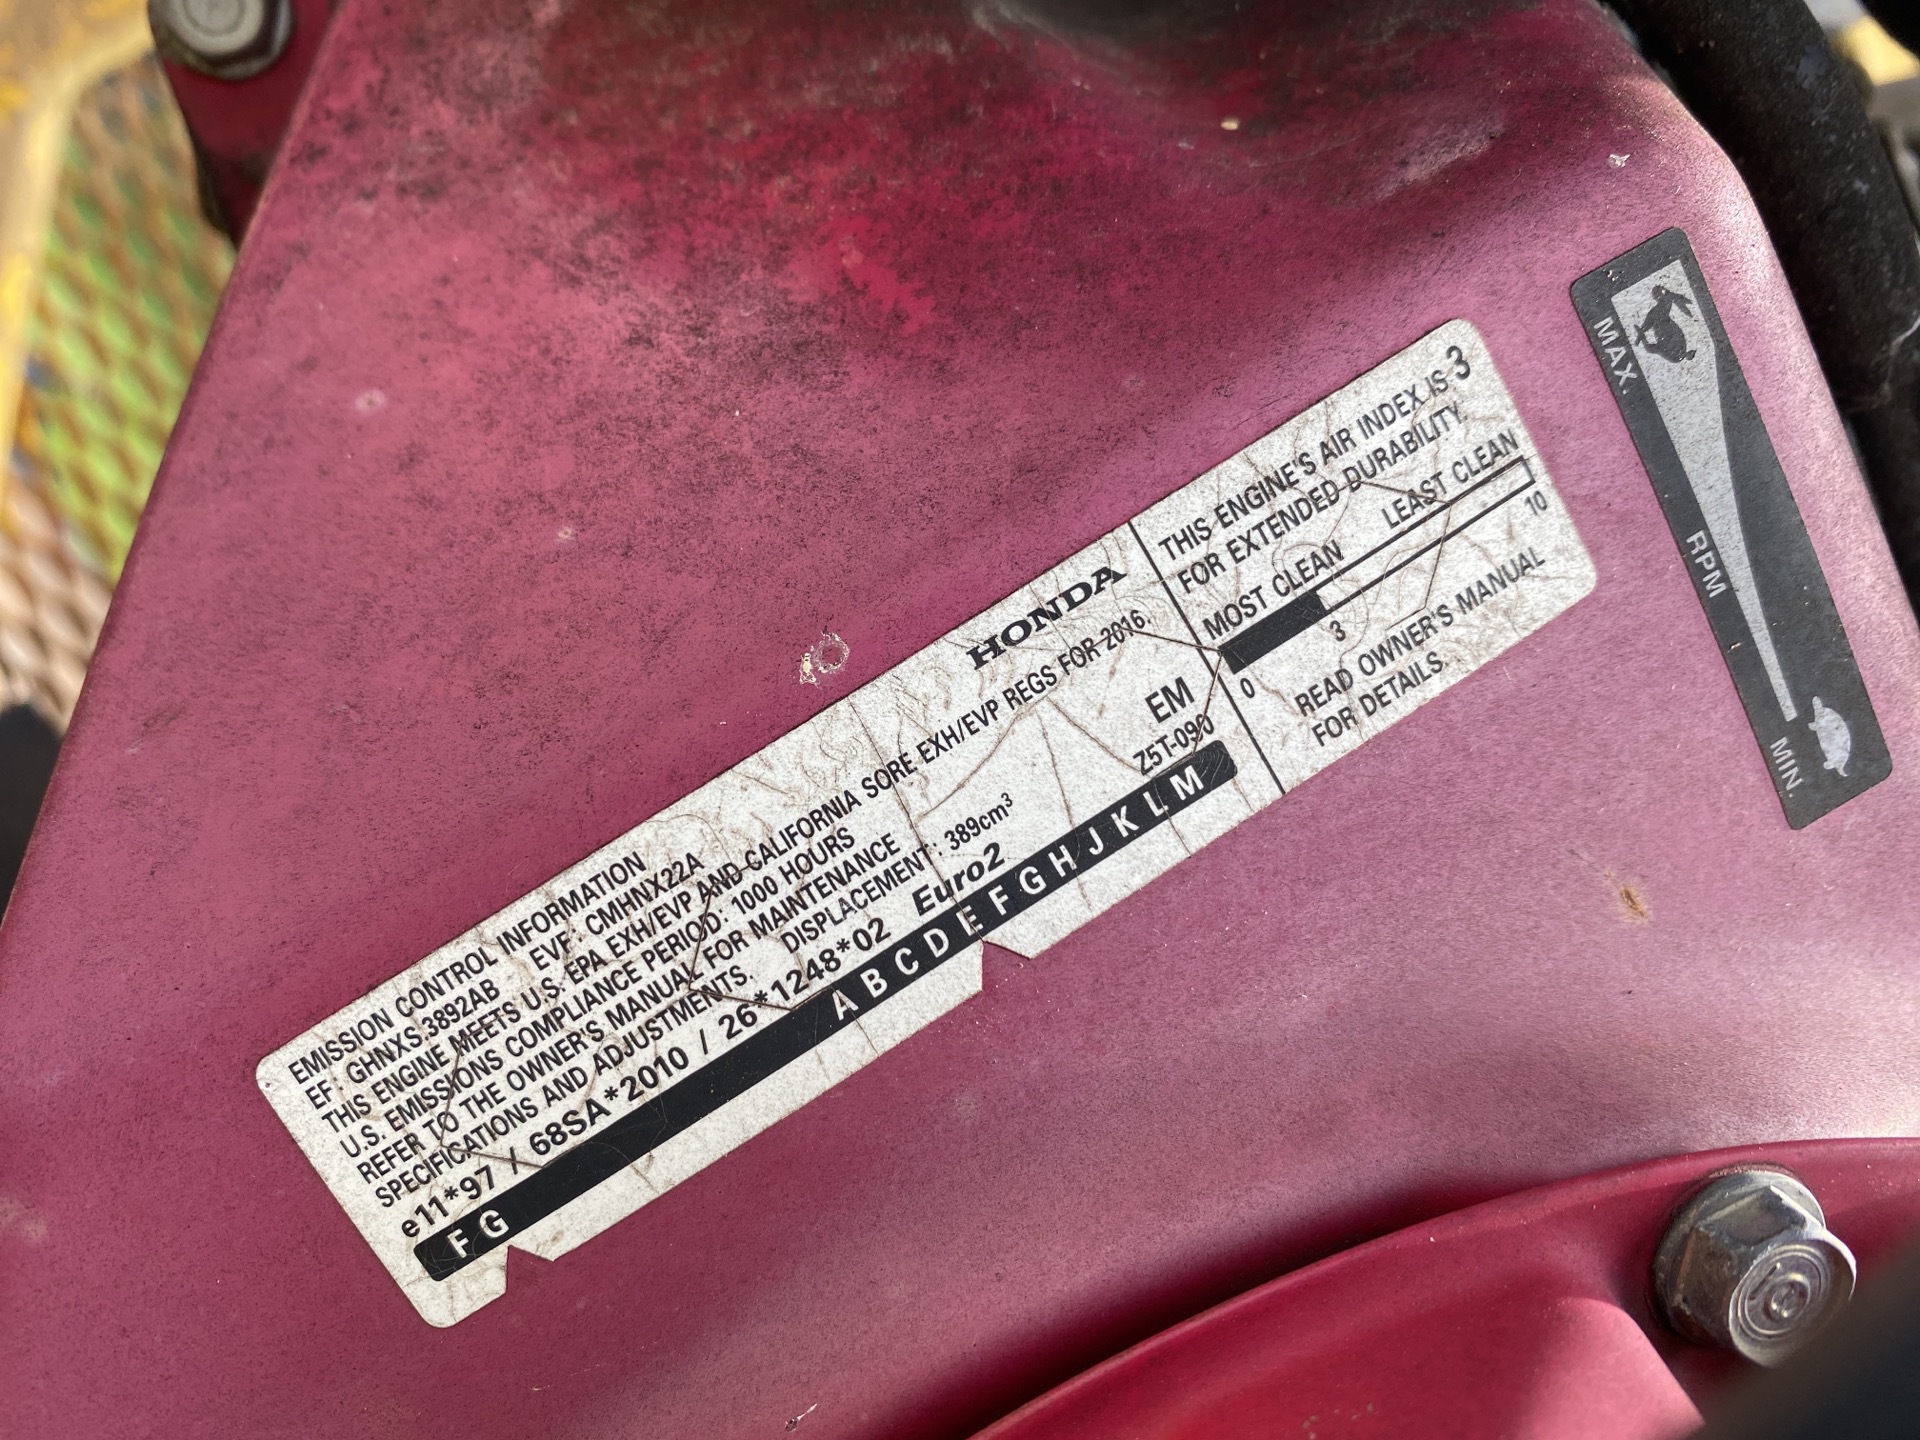 HONDA
EMISSION CONTROL INFORMATION
EF : GHNXS.3892AB EVF : CMHNX22A
THIS ENGINE MEETS U.S. EPA EXH/EVP AND CALIFORNIA SORE EXH/EVP REGS FOR 2016.
U.S. EMISSIONS COMPLIANCE PERIOD: 1000 HOURS
REFER TO THE OWNER'S MANUAL FOR MAINTENANCE
SPECIFICATIONS AND ADJUSTMENTS. DISPLACEMENT : 389cm³
EM
e11*97 / 68SA*2010 / 26*1248*02 Euro2
Z5T-090
F G A B C D E F G H J K L M
THIS ENGINE'S AIR INDEX IS 3
FOR EXTENDED DURABILITY.
MOST CLEAN LEAST CLEAN
0 3 10
READ OWNER'S MANUAL
FOR DETAILS.
MAX.
RPM
MIN.